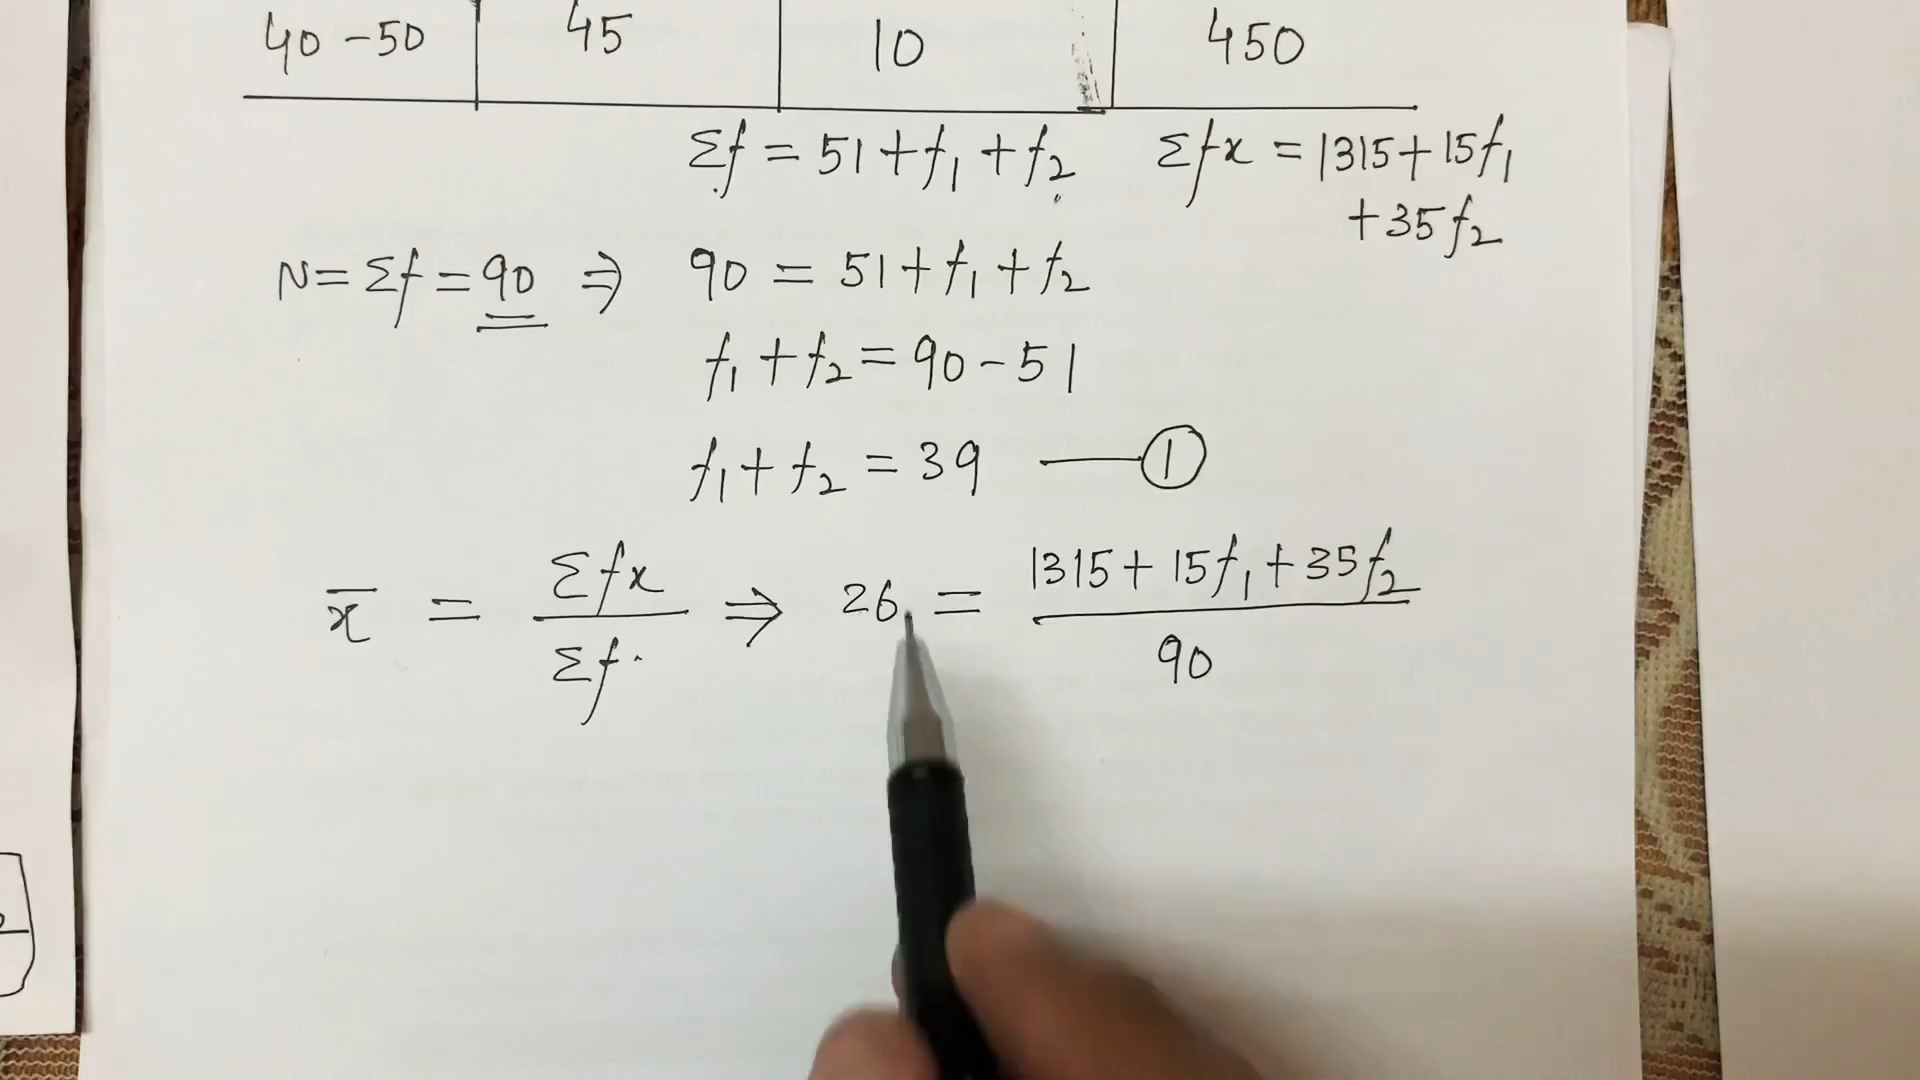 40-50 45 10 450
Σf = 51 + f₁ + f₂ Σfx = 1315 + 15f₁
+ 35f₂
N = Σf = 90 ⇒ 90 = 51 + f₁ + f₂
f₁ + f₂ = 90 - 51
f₁ + f₂ = 39 —— ①
x̄ = Σfx / Σf ⇒ 26 = 1315 + 15f₁ + 35f₂ / 90